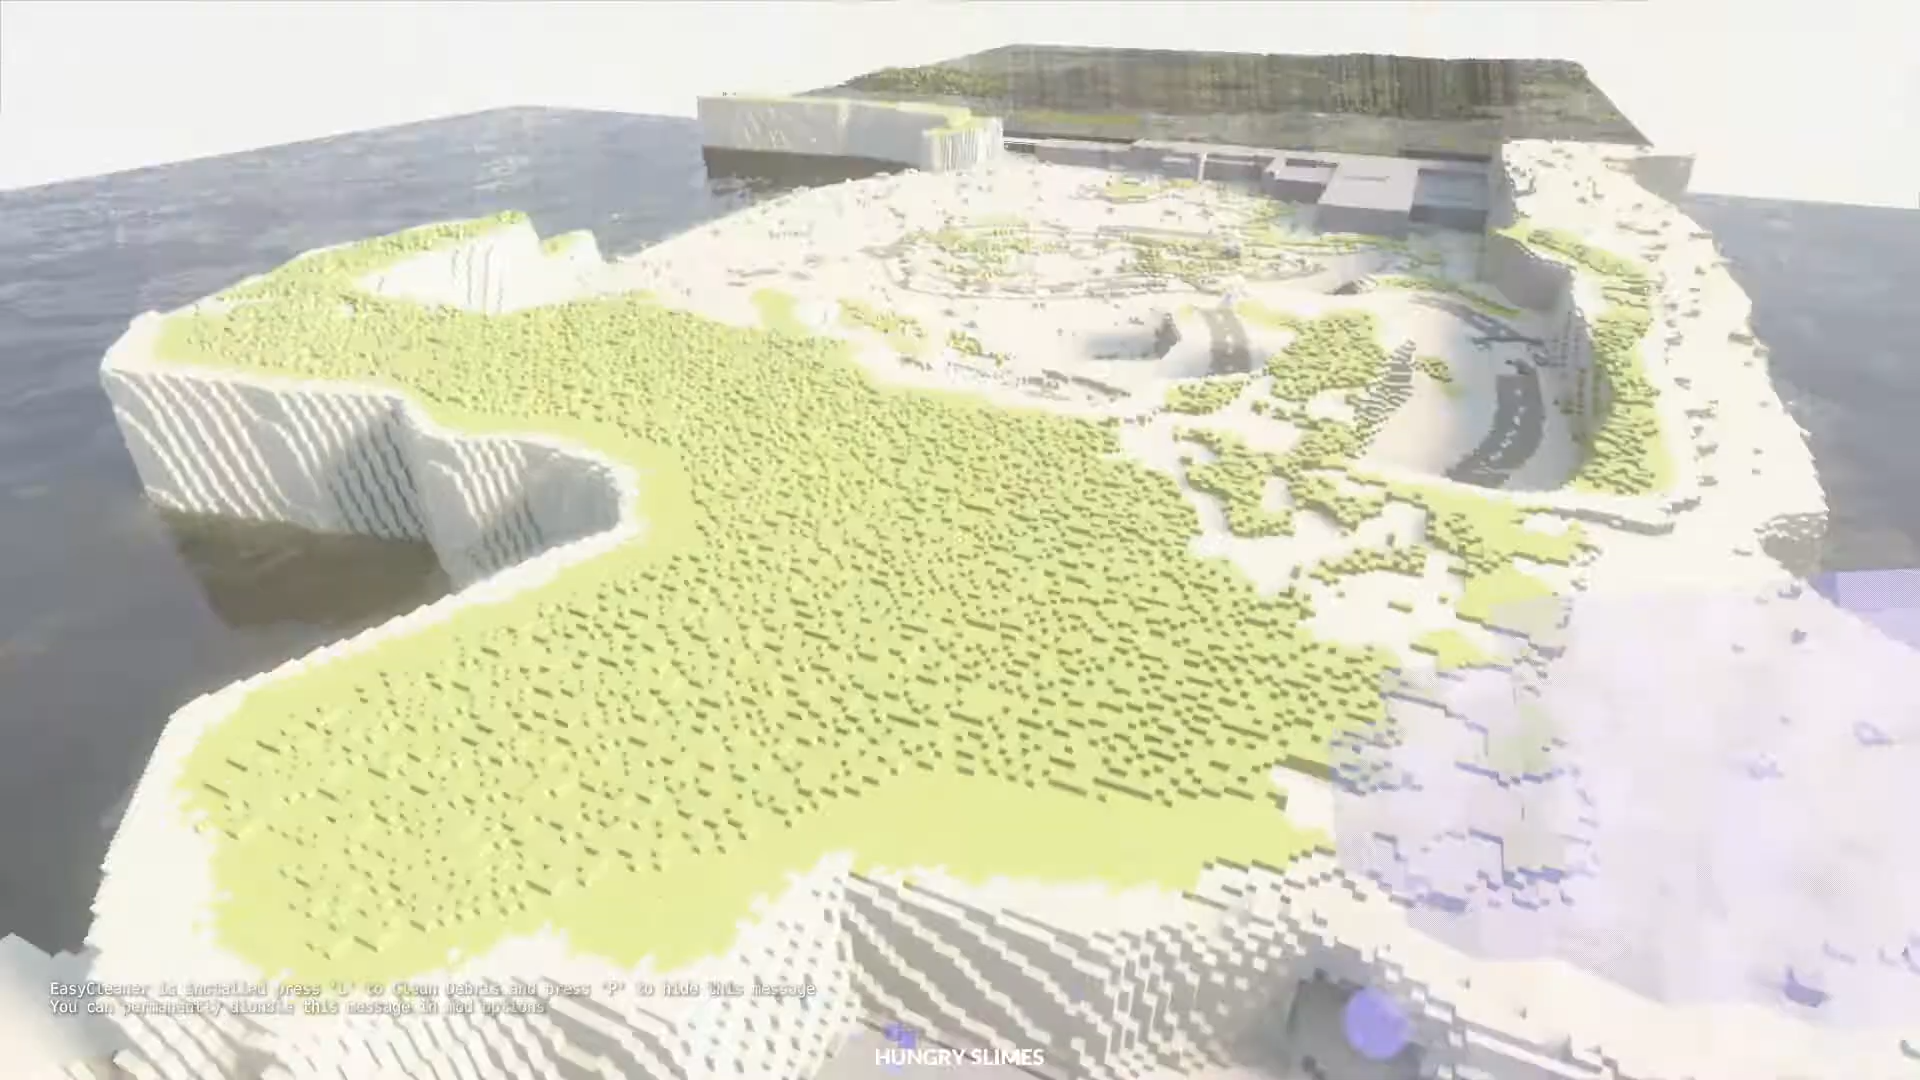 EasyCleaner is installed press 'L' to Clean Debris and press 'P' to hide this message
You can permanently disable this message in mod options
HUNGRY SLIMES